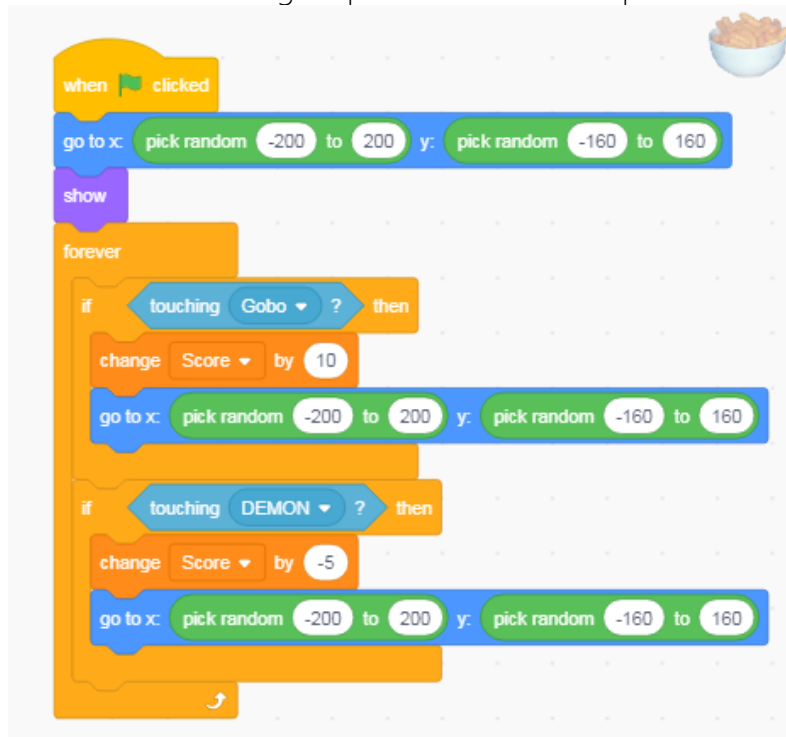 when clicked
go to x: pick random -200 to 200 y: pick random -160 to 160
show
forever
if touching Gobo ? then
change Score by 10
go to x: pick random -200 to 200 y: pick random -160 to 160
if touching DEMON ? then
change Score by -5
go to x: pick random -200 to 200 y: pick random -160 to 160